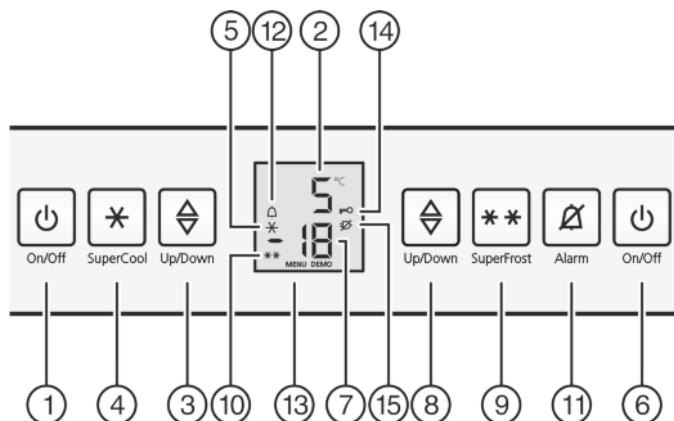 5 12 2 14
5 °C
-18
MENU DEMO
On/Off SuperCool Up/Down Up/Down SuperFrost Alarm On/Off
1 4 3 10 13 7 15 8 9 11 6